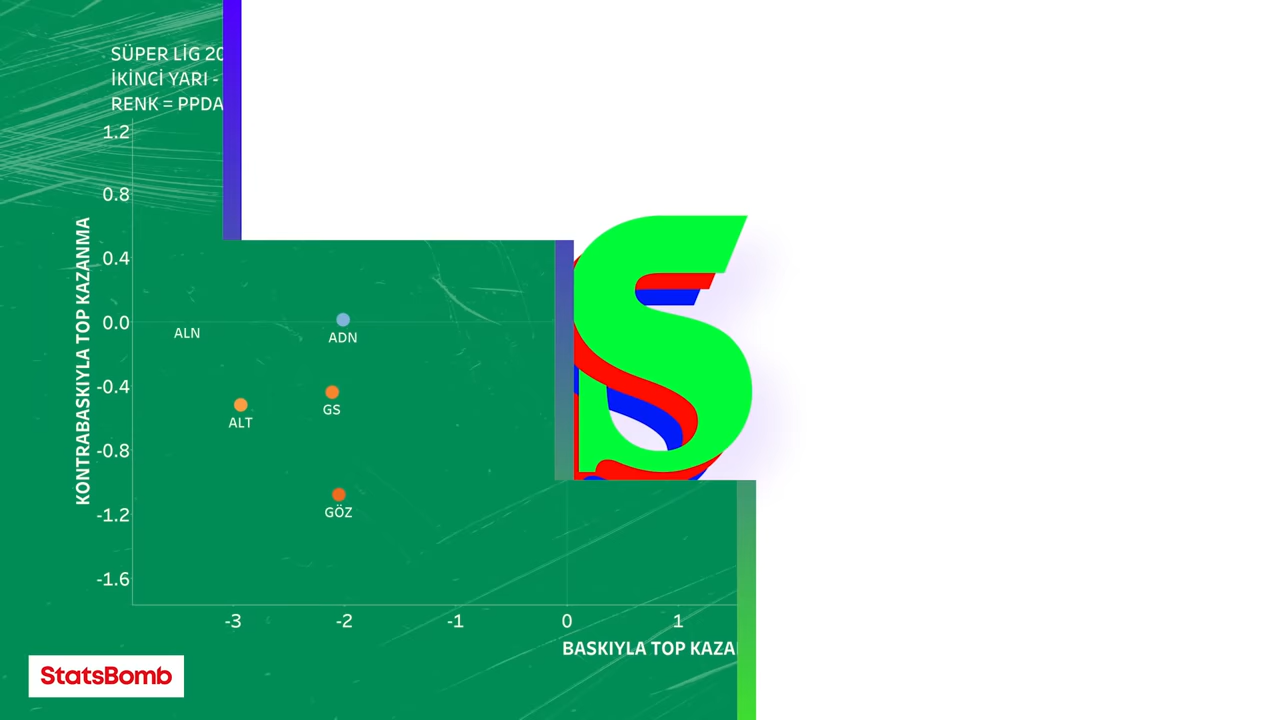 SÜPER LİG 20
İKİNCİ YARI -
RENK = PPDA
1.2
0.8
0.4
0.0
-0.4
-0.8
-1.2
-1.6
KONTRABASKIYLA TOP KAZANMA
ALN
ADN
ALT
GS
GÖZ
-3 -2 -1 0 1
BASKIYLA TOP KAZA
StatsBomb
S